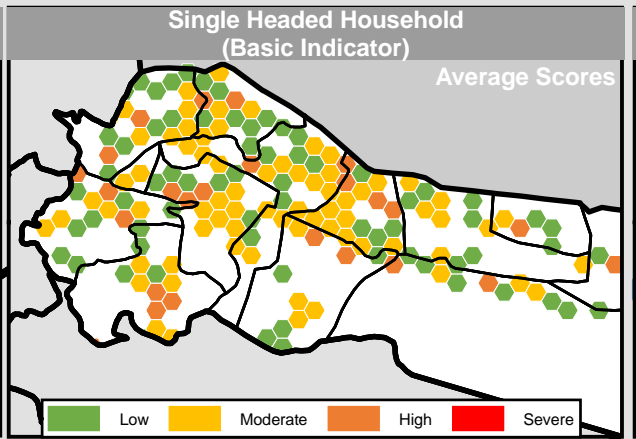 Single Headed Household
(Basic Indicator)
Average Scores
Low Moderate High Severe